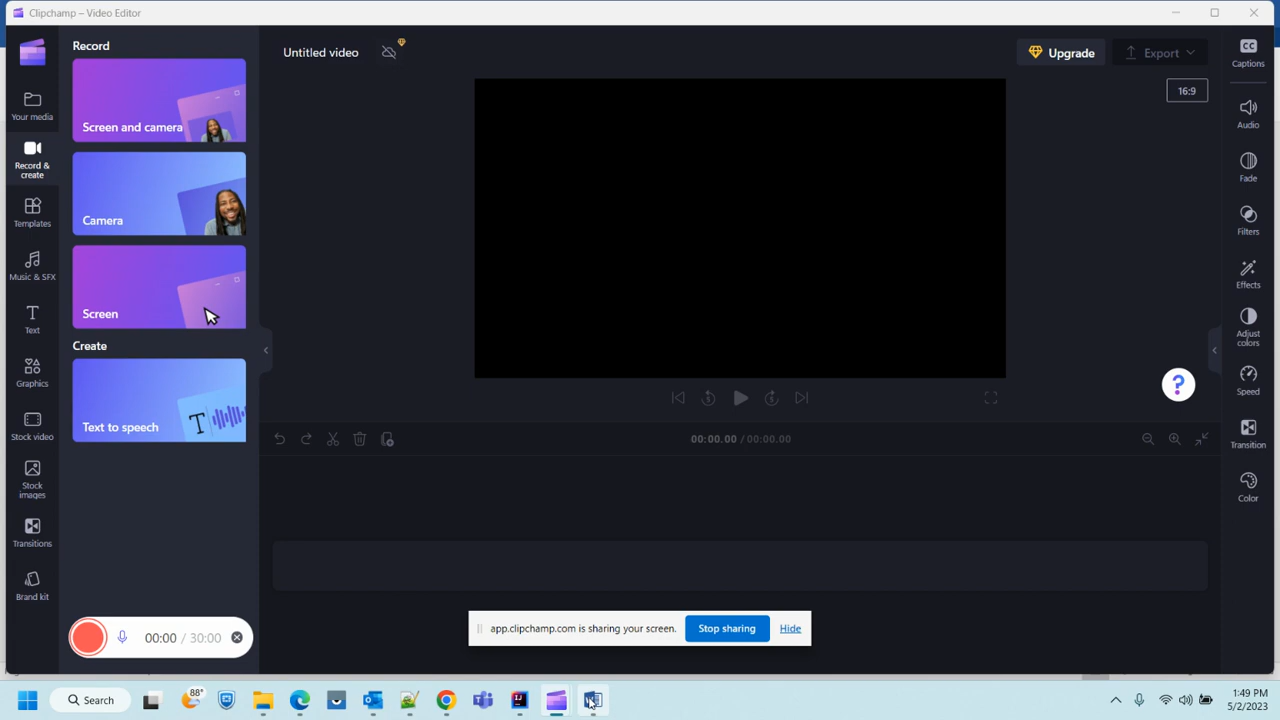 Clipchamp – Video Editor
Record
Screen and camera
Camera
Screen
Create
Text to speech
T
Your media
Record & create
Templates
Music & SFX
Text
Graphics
Stock video
Stock images
Transitions
Brand kit
00:00 / 30:00
Untitled video
Upgrade
Export
16:9
5
5
?
00:00.00 / 00:00.00
CC
Captions
Audio
Fade
Filters
Effects
Adjust colors
Speed
Transition
Color
app.clipchamp.com is sharing your screen.
Stop sharing
Hide
Search
88°
1:49 PM
5/2/2023